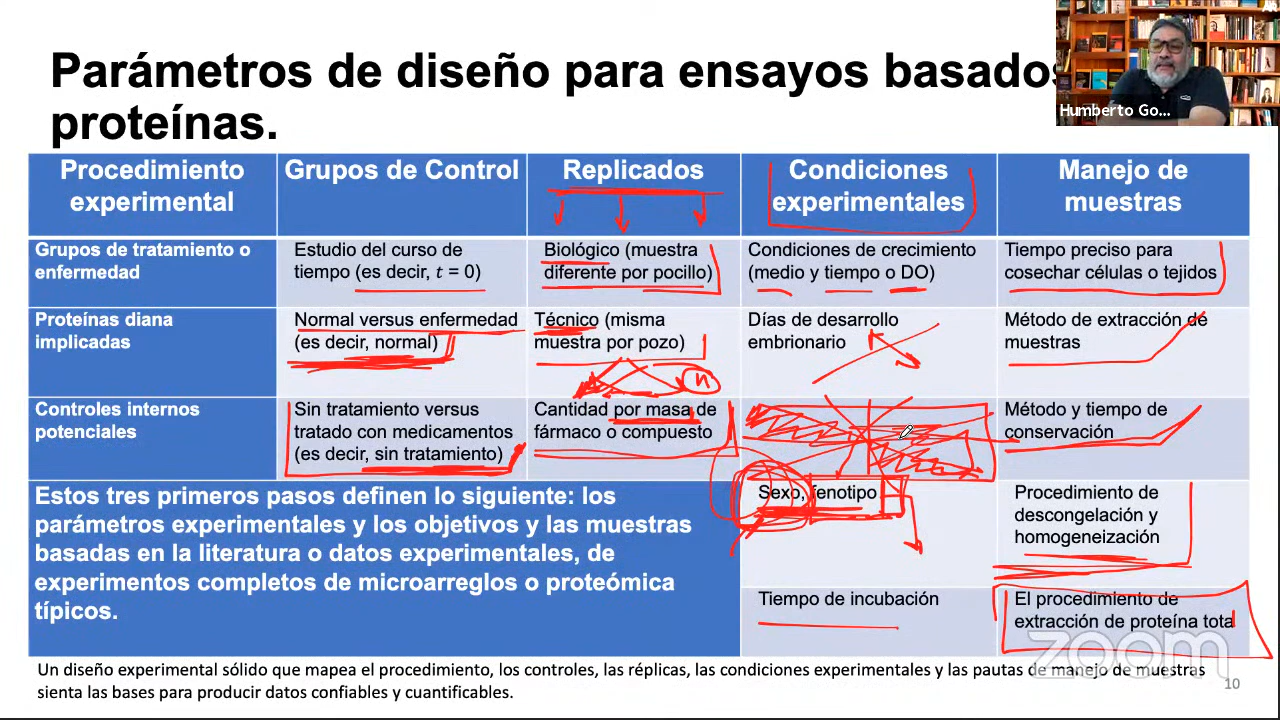 Parámetros de diseño para ensayos basados
proteínas.
Humberto Go...
Procedimiento
experimental
Grupos de Control
Replicados
Condiciones
experimentales
Manejo de
muestras
Grupos de tratamiento o
enfermedad
Estudio del curso de
tiempo (es decir, t = 0)
Biológico (muestra
diferente por pocillo)
Condiciones de crecimiento
(medio y tiempo o DO)
Tiempo preciso para
cosechar células o tejidos
Proteínas diana
implicadas
Normal versus enfermedad
(es decir, normal)
Técnico (misma
muestra por pozo)
n
Días de desarrollo
embrionario
Método de extracción de
muestras
Controles internos
potenciales
Sin tratamiento versus
tratado con medicamentos
(es decir, sin tratamiento)
Cantidad por masa de
fármaco o compuesto
Método y tiempo de
conservación
Estos tres primeros pasos definen lo siguiente: los
parámetros experimentales y los objetivos y las muestras
basadas en la literatura o datos experimentales, de
experimentos completos de microarreglos o proteómica
típicos.
Sexo, fenotipo
Procedimiento de
descongelación y
homogeneización
Tiempo de incubación
El procedimiento de
extracción de proteína total
zoom
Un diseño experimental sólido que mapea el procedimiento, los controles, las réplicas, las condiciones experimentales y las pautas de manejo de muestras
sienta las bases para producir datos confiables y cuantificables.
10